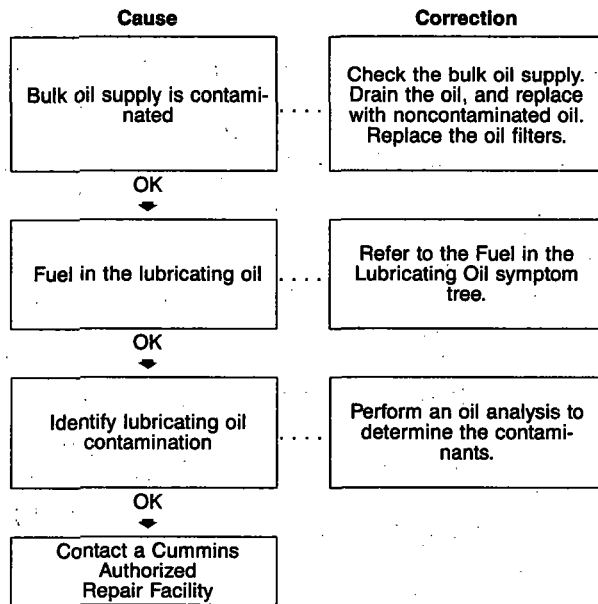 Cause
Correction
Bulk oil supply is contami-
nated
Check the bulk oil supply.
Drain the oil, and replace
with noncontaminated oil.
Replace the oil filters.
OK
Fuel in the lubricating oil
Refer to the Fuel in the
Lubricating Oil symptom
tree.
OK
Identify lubricating oil
contamination
Perform an oil analysis to
determine the contami-
nants.
OK
Contact a Cummins
Authorized
Repair Facility